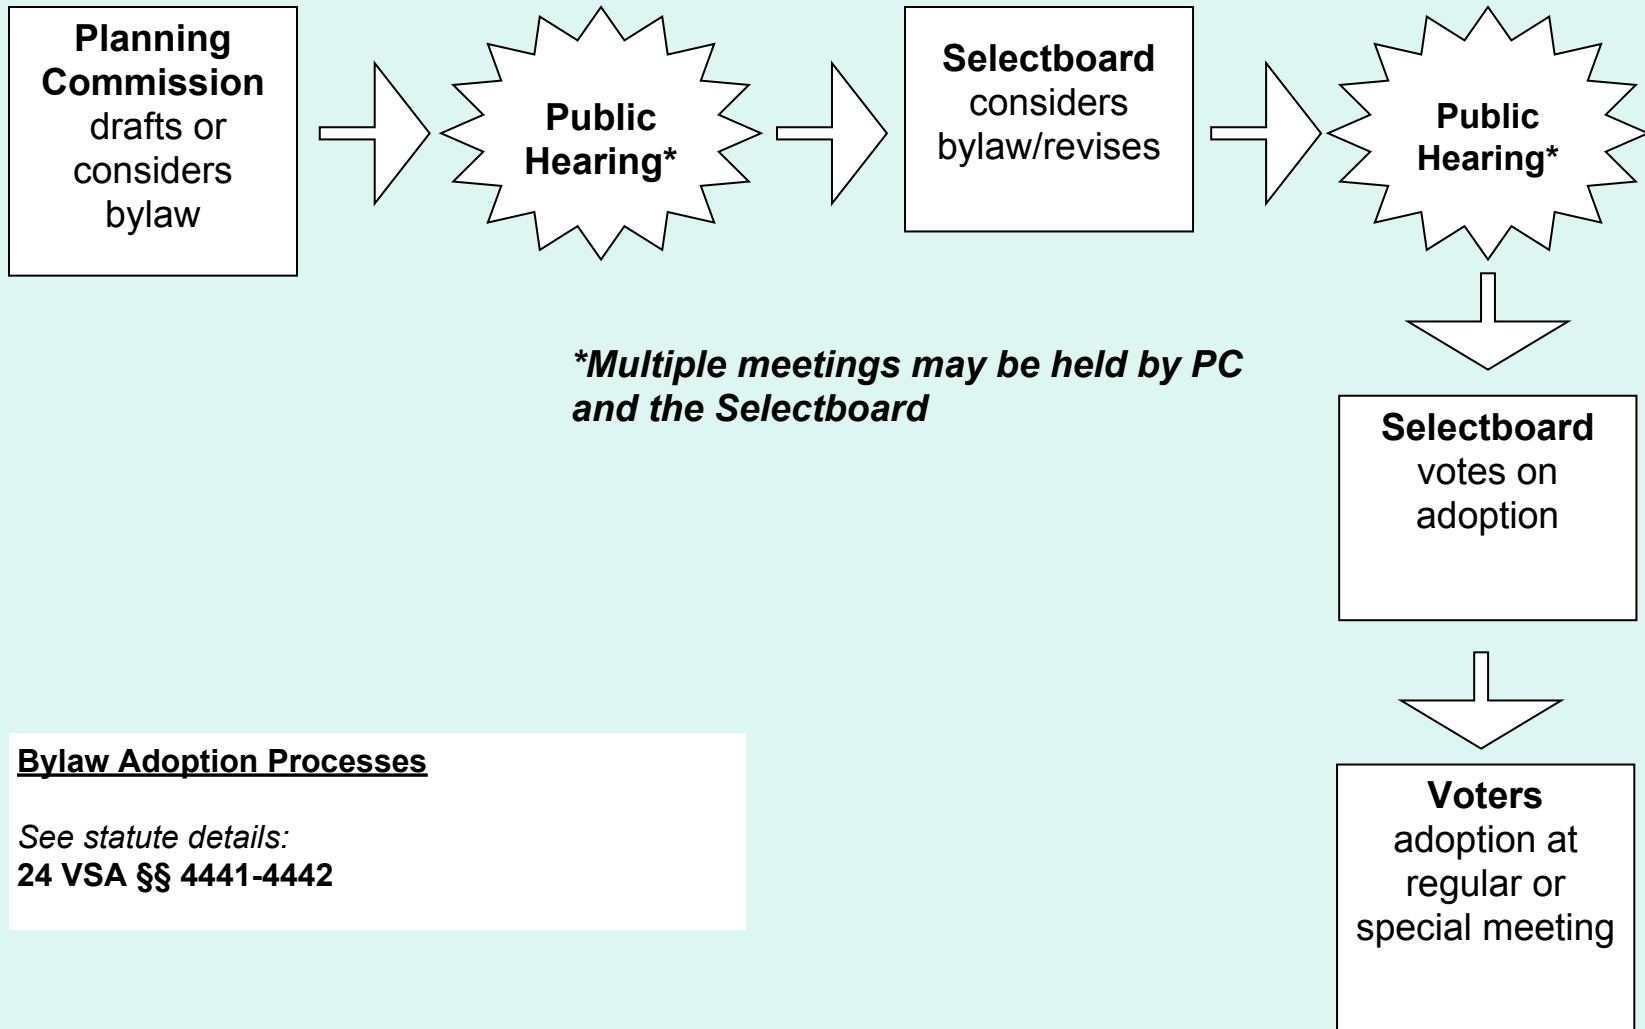 Planning
Commission
drafts or
considers
bylaw
Public
Hearing*
Selectboard
considers
bylaw/revises
Public
Hearing*
*Multiple meetings may be held by PC
and the Selectboard
Selectboard
votes on
adoption
Voters
adoption at
regular or
special meeting
Bylaw Adoption Processes
See statute details:
24 VSA §§ 4441-4442